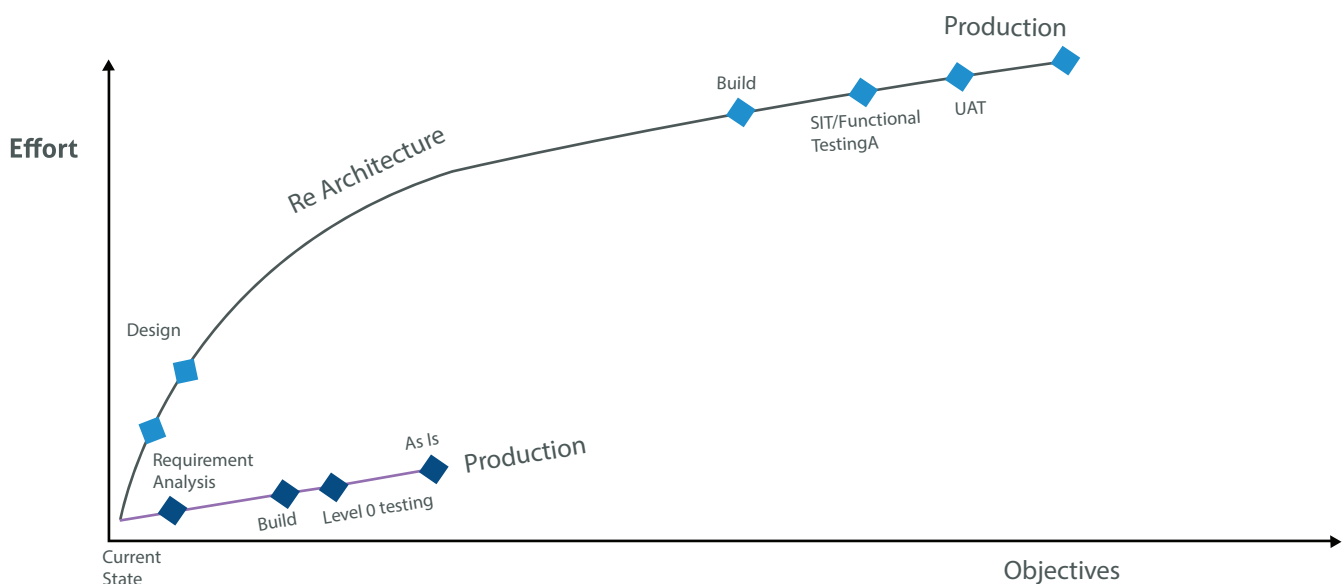 Production
Build
SIT/Functional
TestingA
UAT
Effort
Re Architecture
Design
Requirement
Analysis
As Is
Production
Build
Level 0 testing
Current
State
Objectives